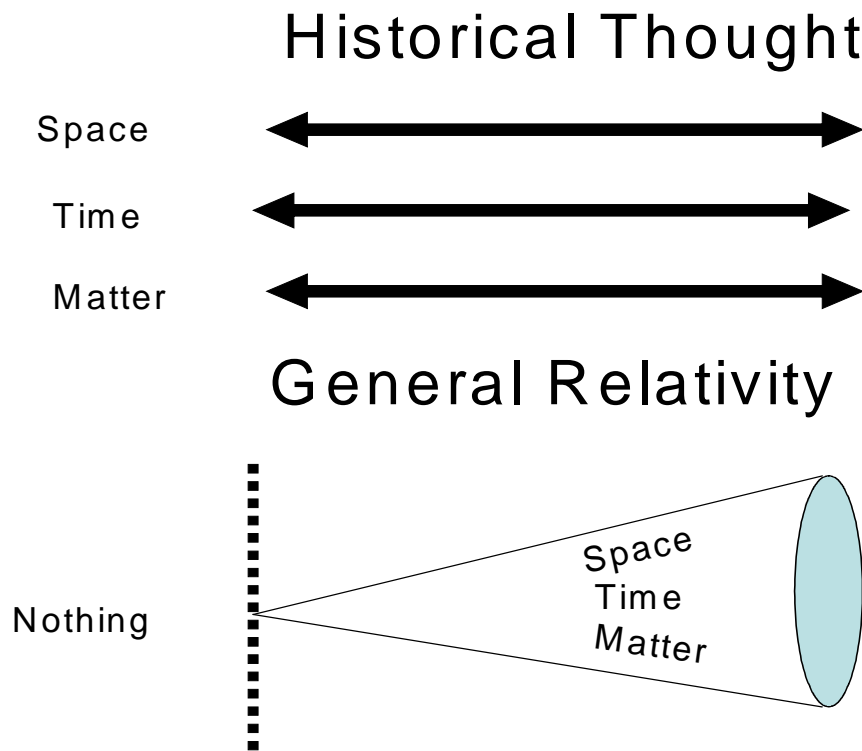 Historical Thought
Space
Time
Matter
General Relativity
Space
Time
Matter
Nothing